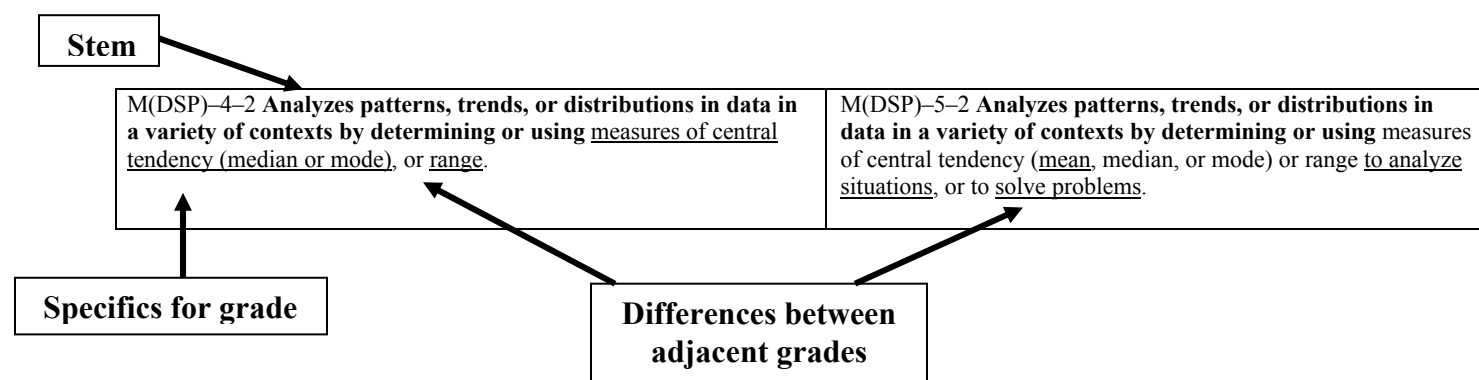 Stem
M(DSP)–4–2 Analyzes patterns, trends, or distributions in data in
a variety of contexts by determining or using measures of central
tendency (median or mode), or range.
M(DSP)–5–2 Analyzes patterns, trends, or distributions in
data in a variety of contexts by determining or using measures
of central tendency (mean, median, or mode) or range to analyze
situations, or to solve problems.
Specifics for grade
Differences between
adjacent grades